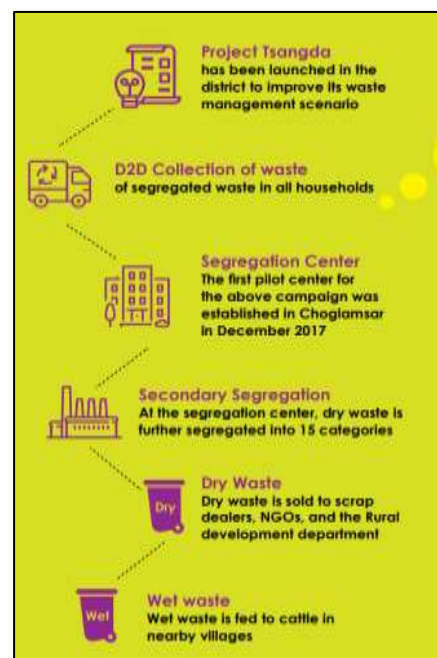 Project Tsangda
has been launched in the
district to improve its waste
management scenario
D2D Collection of waste
of segregated waste in all households
Segregation Center
The first pilot center for
the above campaign was
established in Choglamsar
in December 2017
Secondary Segregation
At the segregation center, dry waste is
further segregated into 15 categories
Dry
Dry Waste
Dry waste is sold to scrap
dealers, NGOs, and the Rural
development department
Wet
Wet waste
Wet waste is fed to cattle in
nearby villages